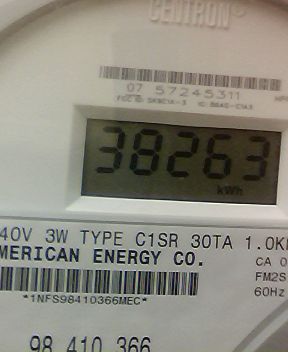 CENTRON®
07 57245311
38263
kWh
40V 3W TYPE C1SR 30TA 1.0K
MERICAN ENERGY CO.
CA 0
FM2S
*1NFS98410366MEC*
60Hz
98 410 366